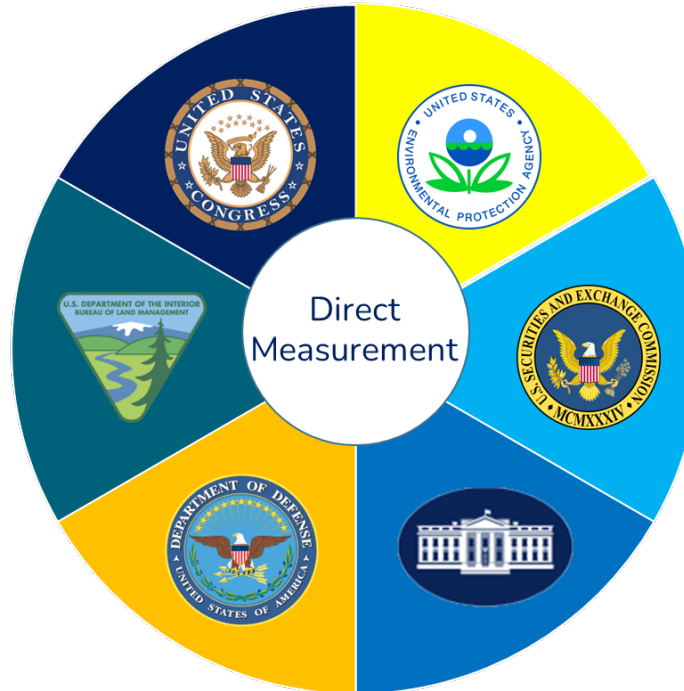 UNITED STATES
CONGRESS
UNITED STATES
ENVIRONMENTAL PROTECTION AGENCY
U.S. DEPARTMENT OF THE INTERIOR
BUREAU OF LAND MANAGEMENT
Direct
Measurement
U.S. SECURITIES AND EXCHANGE COMMISSION
MCMXXXIV
DEPARTMENT OF DEFENSE
UNITED STATES OF AMERICA